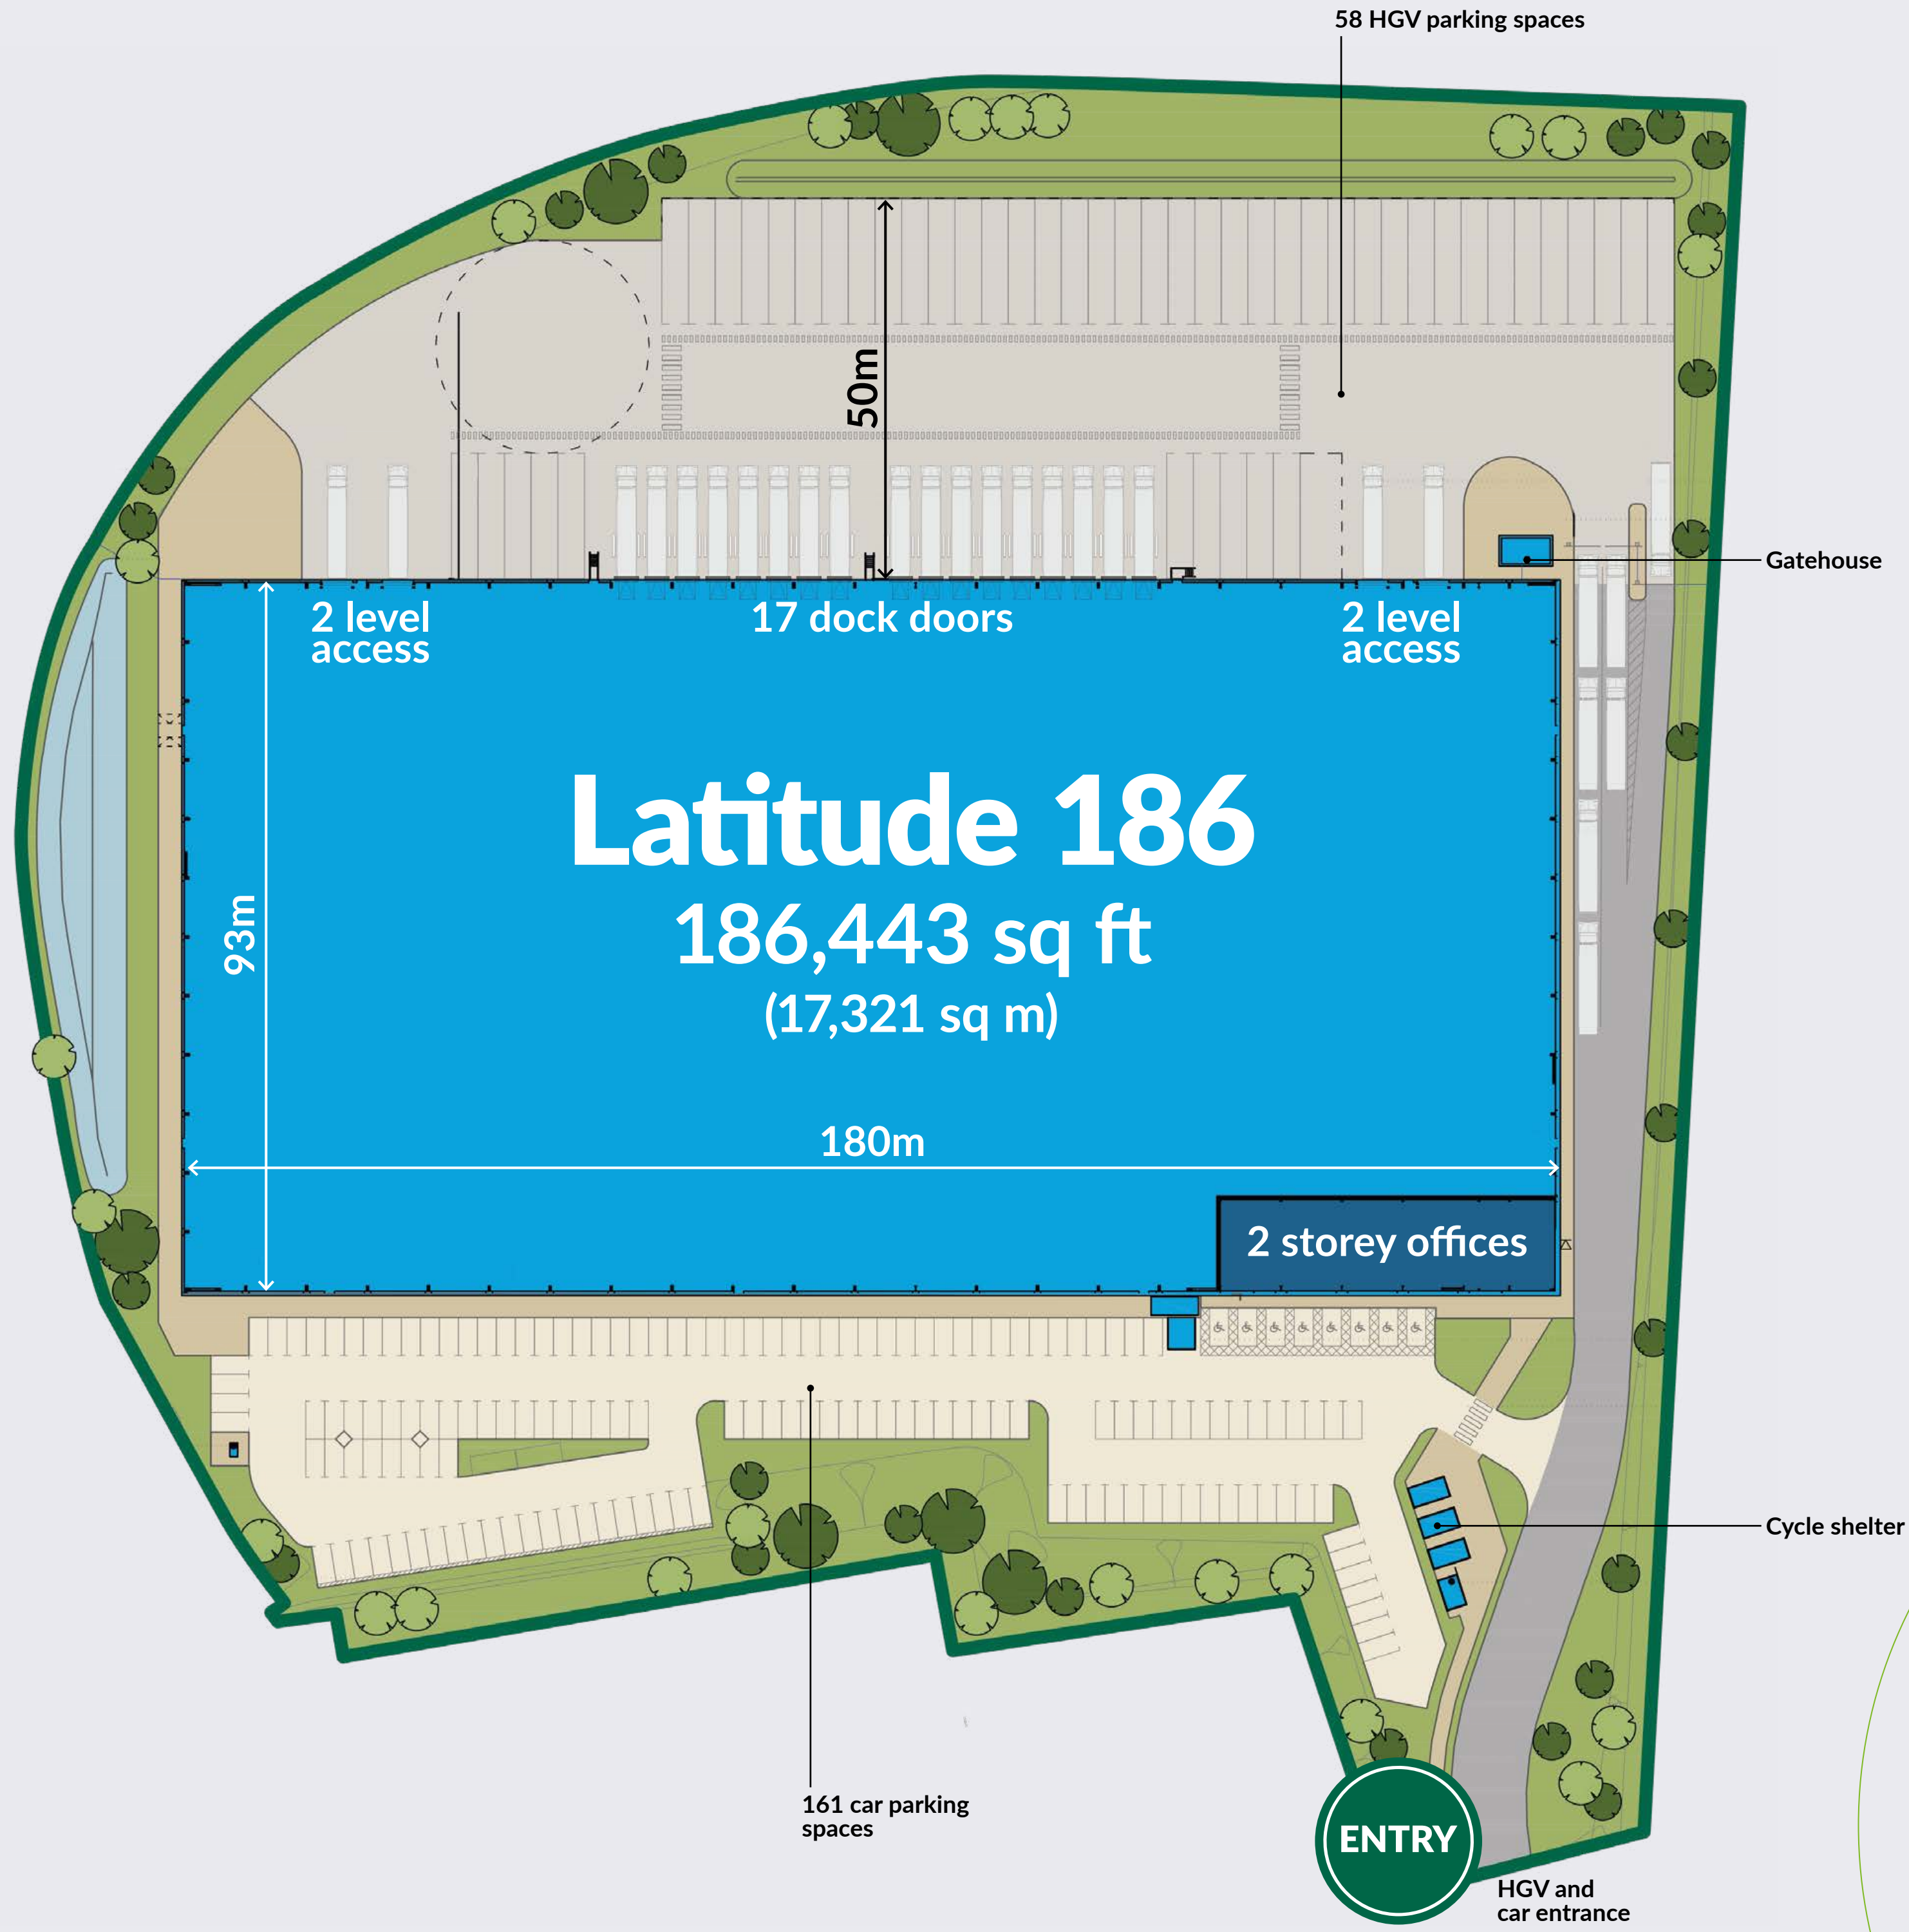 58 HGV parking spaces
50m
Gatehouse
2 level
access
17 dock doors
2 level
access
Latitude 186
186,443 sq ft
(17,321 sq m)
93m
180m
2 storey offices
Cycle shelter
161 car parking
spaces
ENTRY
HGV and
car entrance